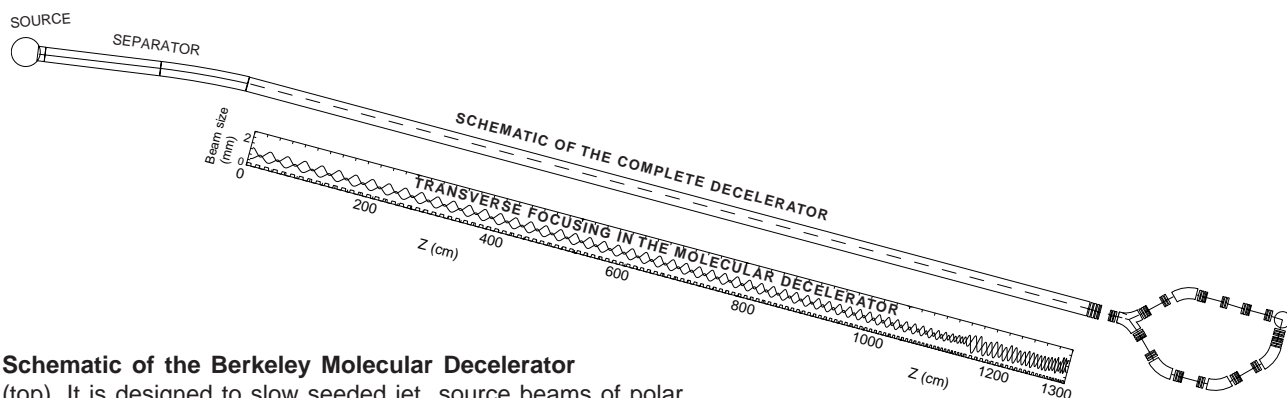 SOURCE
SEPARATOR
SCHEMATIC OF THE COMPLETE DECELERATOR
Beam size
(mm)
2
0
TRANSVERSE FOCUSING IN THE MOLECULAR DECELERATOR
0
200
400
600
800
1000
1200
1300
Z (cm)
Z (cm)
Schematic of the Berkeley Molecular Decelerator
(top). It is designed to slow seeded jet source beams of polar